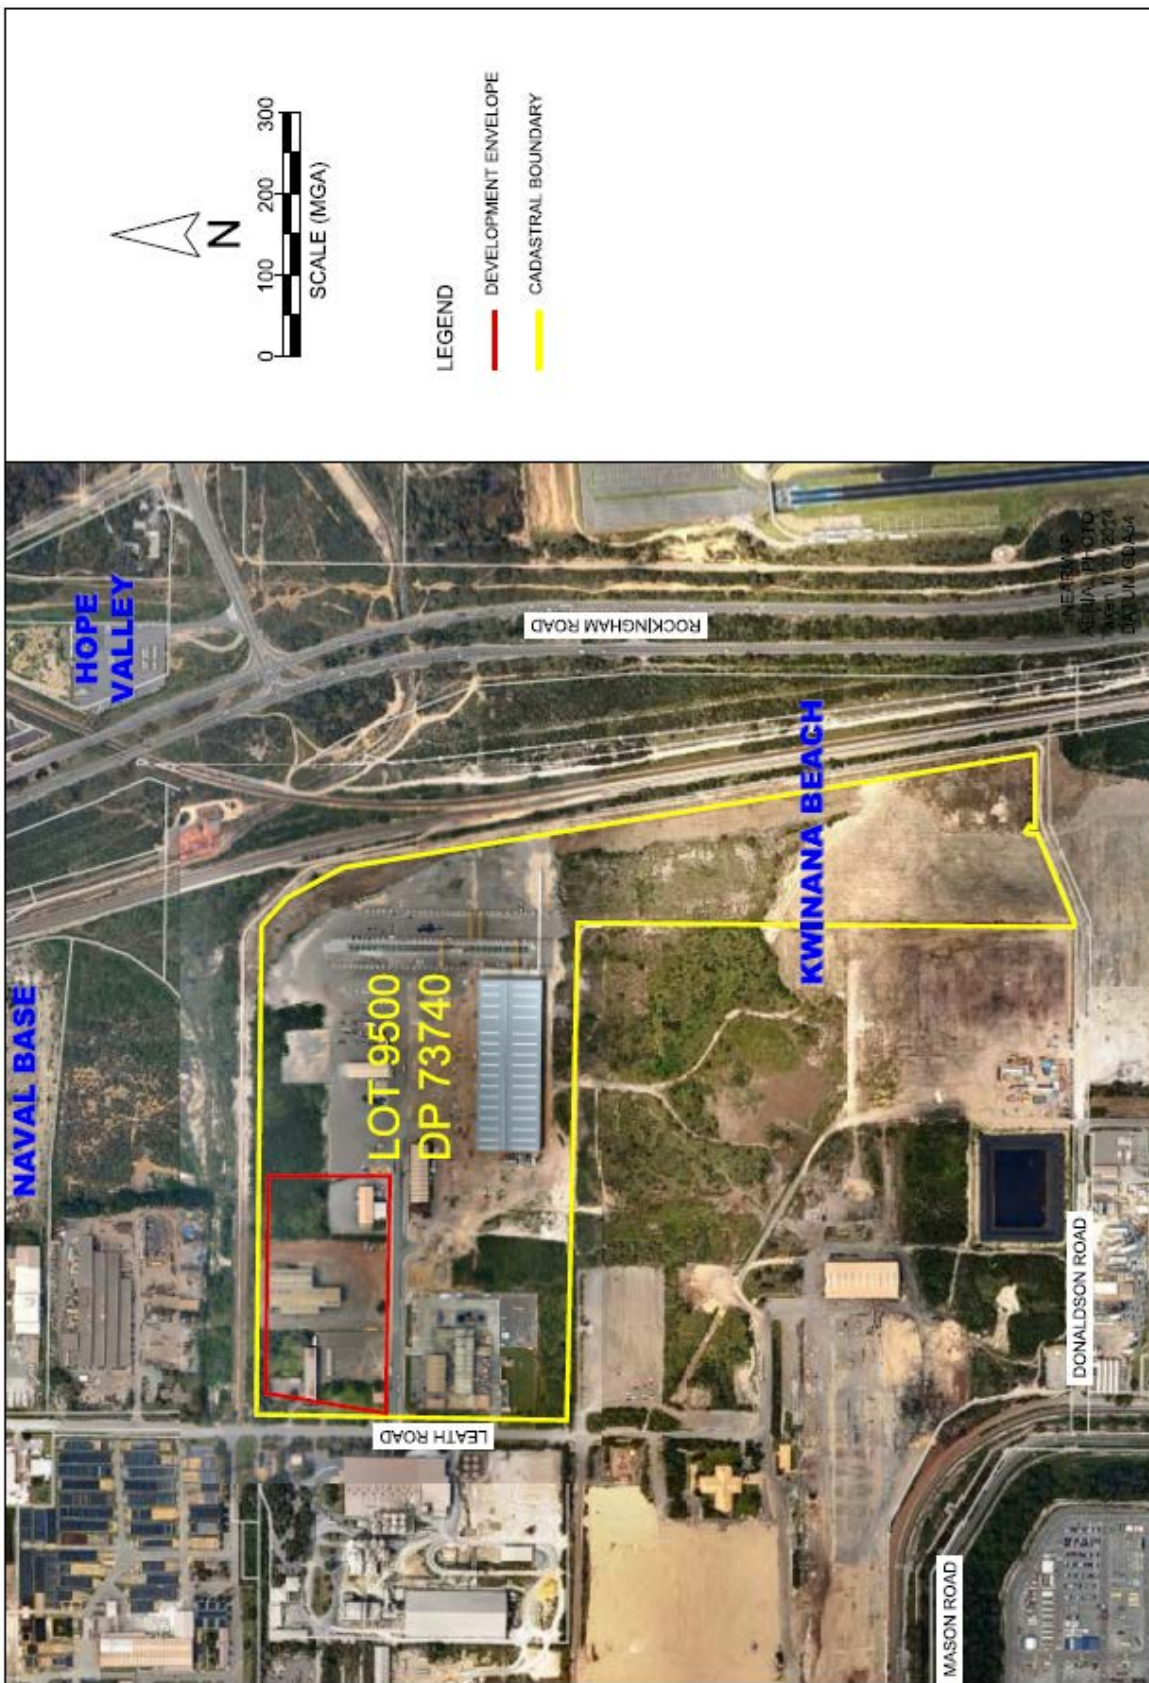 NAVAL BASE
HOPE
VALLEY
LOT 9500
DP 73740
KWINANA BEACH
LEATH ROAD
ROCKINGHAM ROAD
DONALDSON ROAD
MASON ROAD
NEARMAP
AERIAL PHOTO
DATUM GDA94
N
0 100 200 300
SCALE (MGA)
LEGEND
DEVELOPMENT ENVELOPE
CADASTRAL BOUNDARY